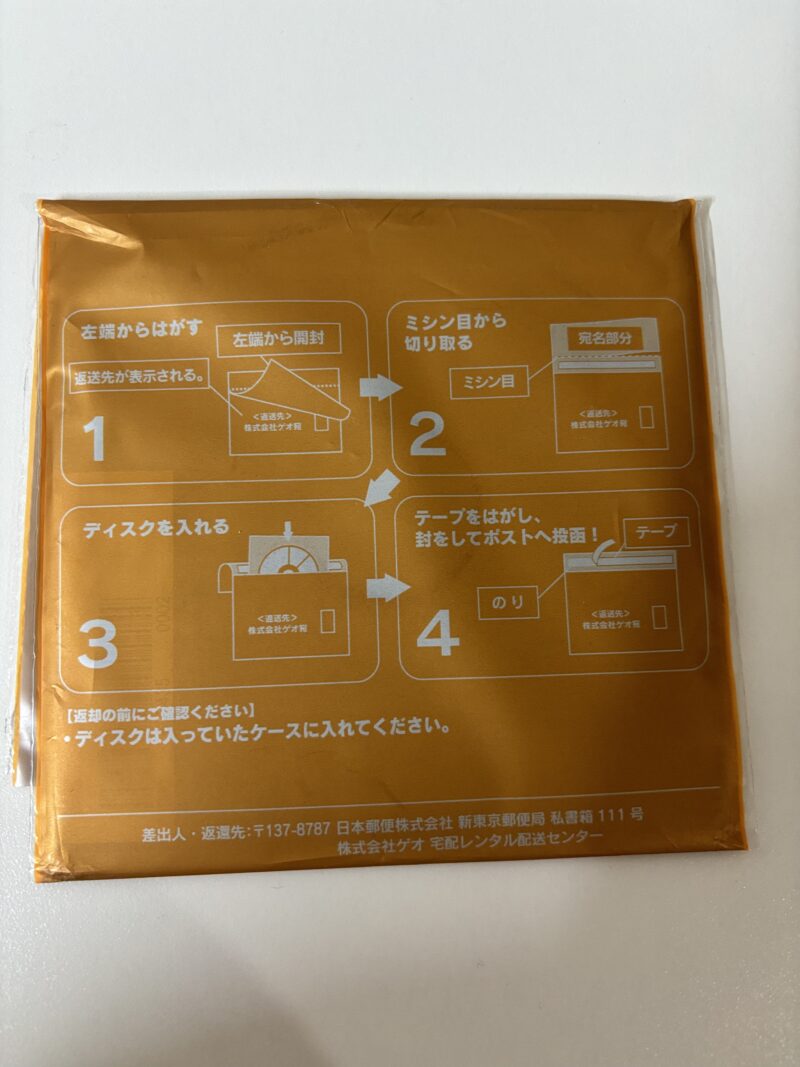 左端からはがす
左端から開封
返送先が表示される。
<返送先>
株式会社ゲオ宛
1
ミシン目から
切り取る
宛名部分
ミシン目
<返送先>
株式会社ゲオ宛
2
ディスクを入れる
<返送先>
株式会社ゲオ宛
3
テープをはがし、
封をしてポストへ投函!
テープ
のり
<返送先>
株式会社ゲオ宛
4
【返却の前にご確認ください】
・ディスクは入っていたケースに入れてください。
差出人・返還先:〒137-8787 日本郵便株式会社 新東京郵便局 私書箱 111 号
株式会社ゲオ 宅配レンタル配送センター